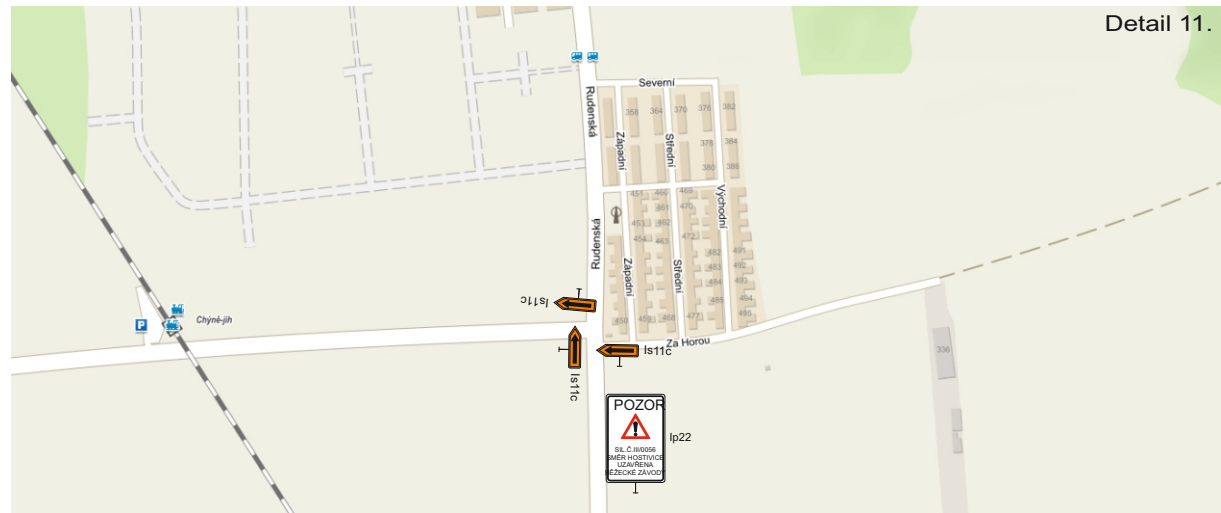 Detail 11.
Severní
Rudenská
356
364
370
376
382
Západní
Střední
378
384
380
386
451
460
469
Východní
461
470
453
462
454
463
472
Rudenská
Západní
Střední
482
491
483
492
484
493
485
494
495
450
459
468
477
Is11c
P
Chýně-jih
Za Horou
Is11c
Is11c
336
POZOR
SIL.Č.III/0056
SMĚR HOSTIVICE
UZAVŘENA
BĚŽECKÉ ZÁVODY
Ip22